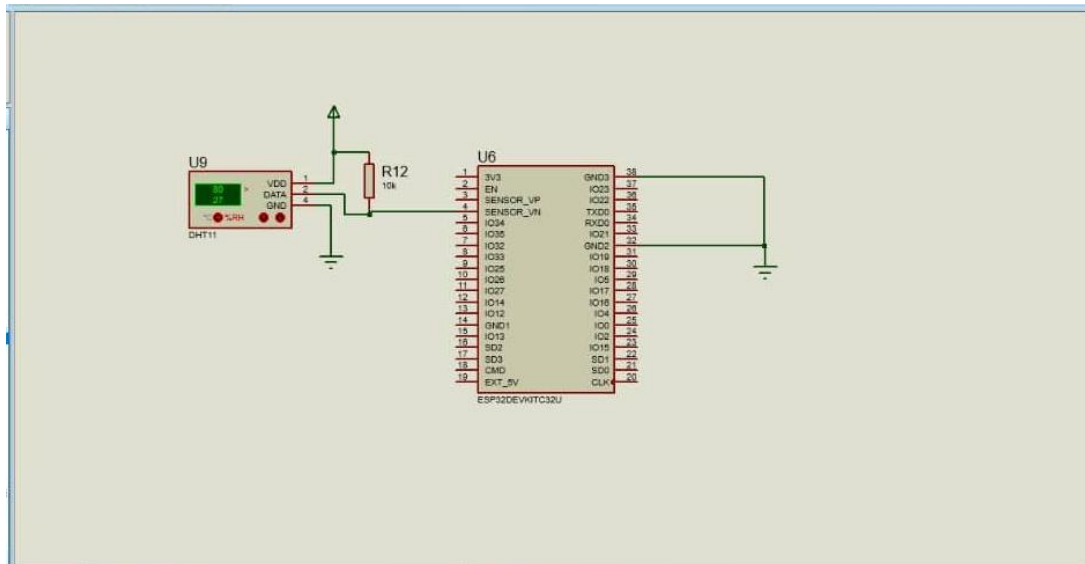 U9
30
27
VDD 1
DATA 2
GND 4
°C %RH
DHT11
R12
10k
U6
1 3V3 GND3 38
2 EN IO23 37
3 SENSOR_VP IO22 36
4 SENSOR_VN TXD0 35
5 IO34 RXD0 34
6 IO35 IO21 33
7 IO32 GND2 32
8 IO33 IO19 31
9 IO25 IO18 30
10 IO26 IO5 29
11 IO27 IO17 28
12 IO14 IO16 27
13 IO12 IO4 26
14 GND1 IO0 25
15 IO13 IO2 24
16 SD2 IO15 23
17 SD3 SD1 22
18 CMD SD0 21
19 EXT_5V CLK 20
ESP32DEVKITC32U